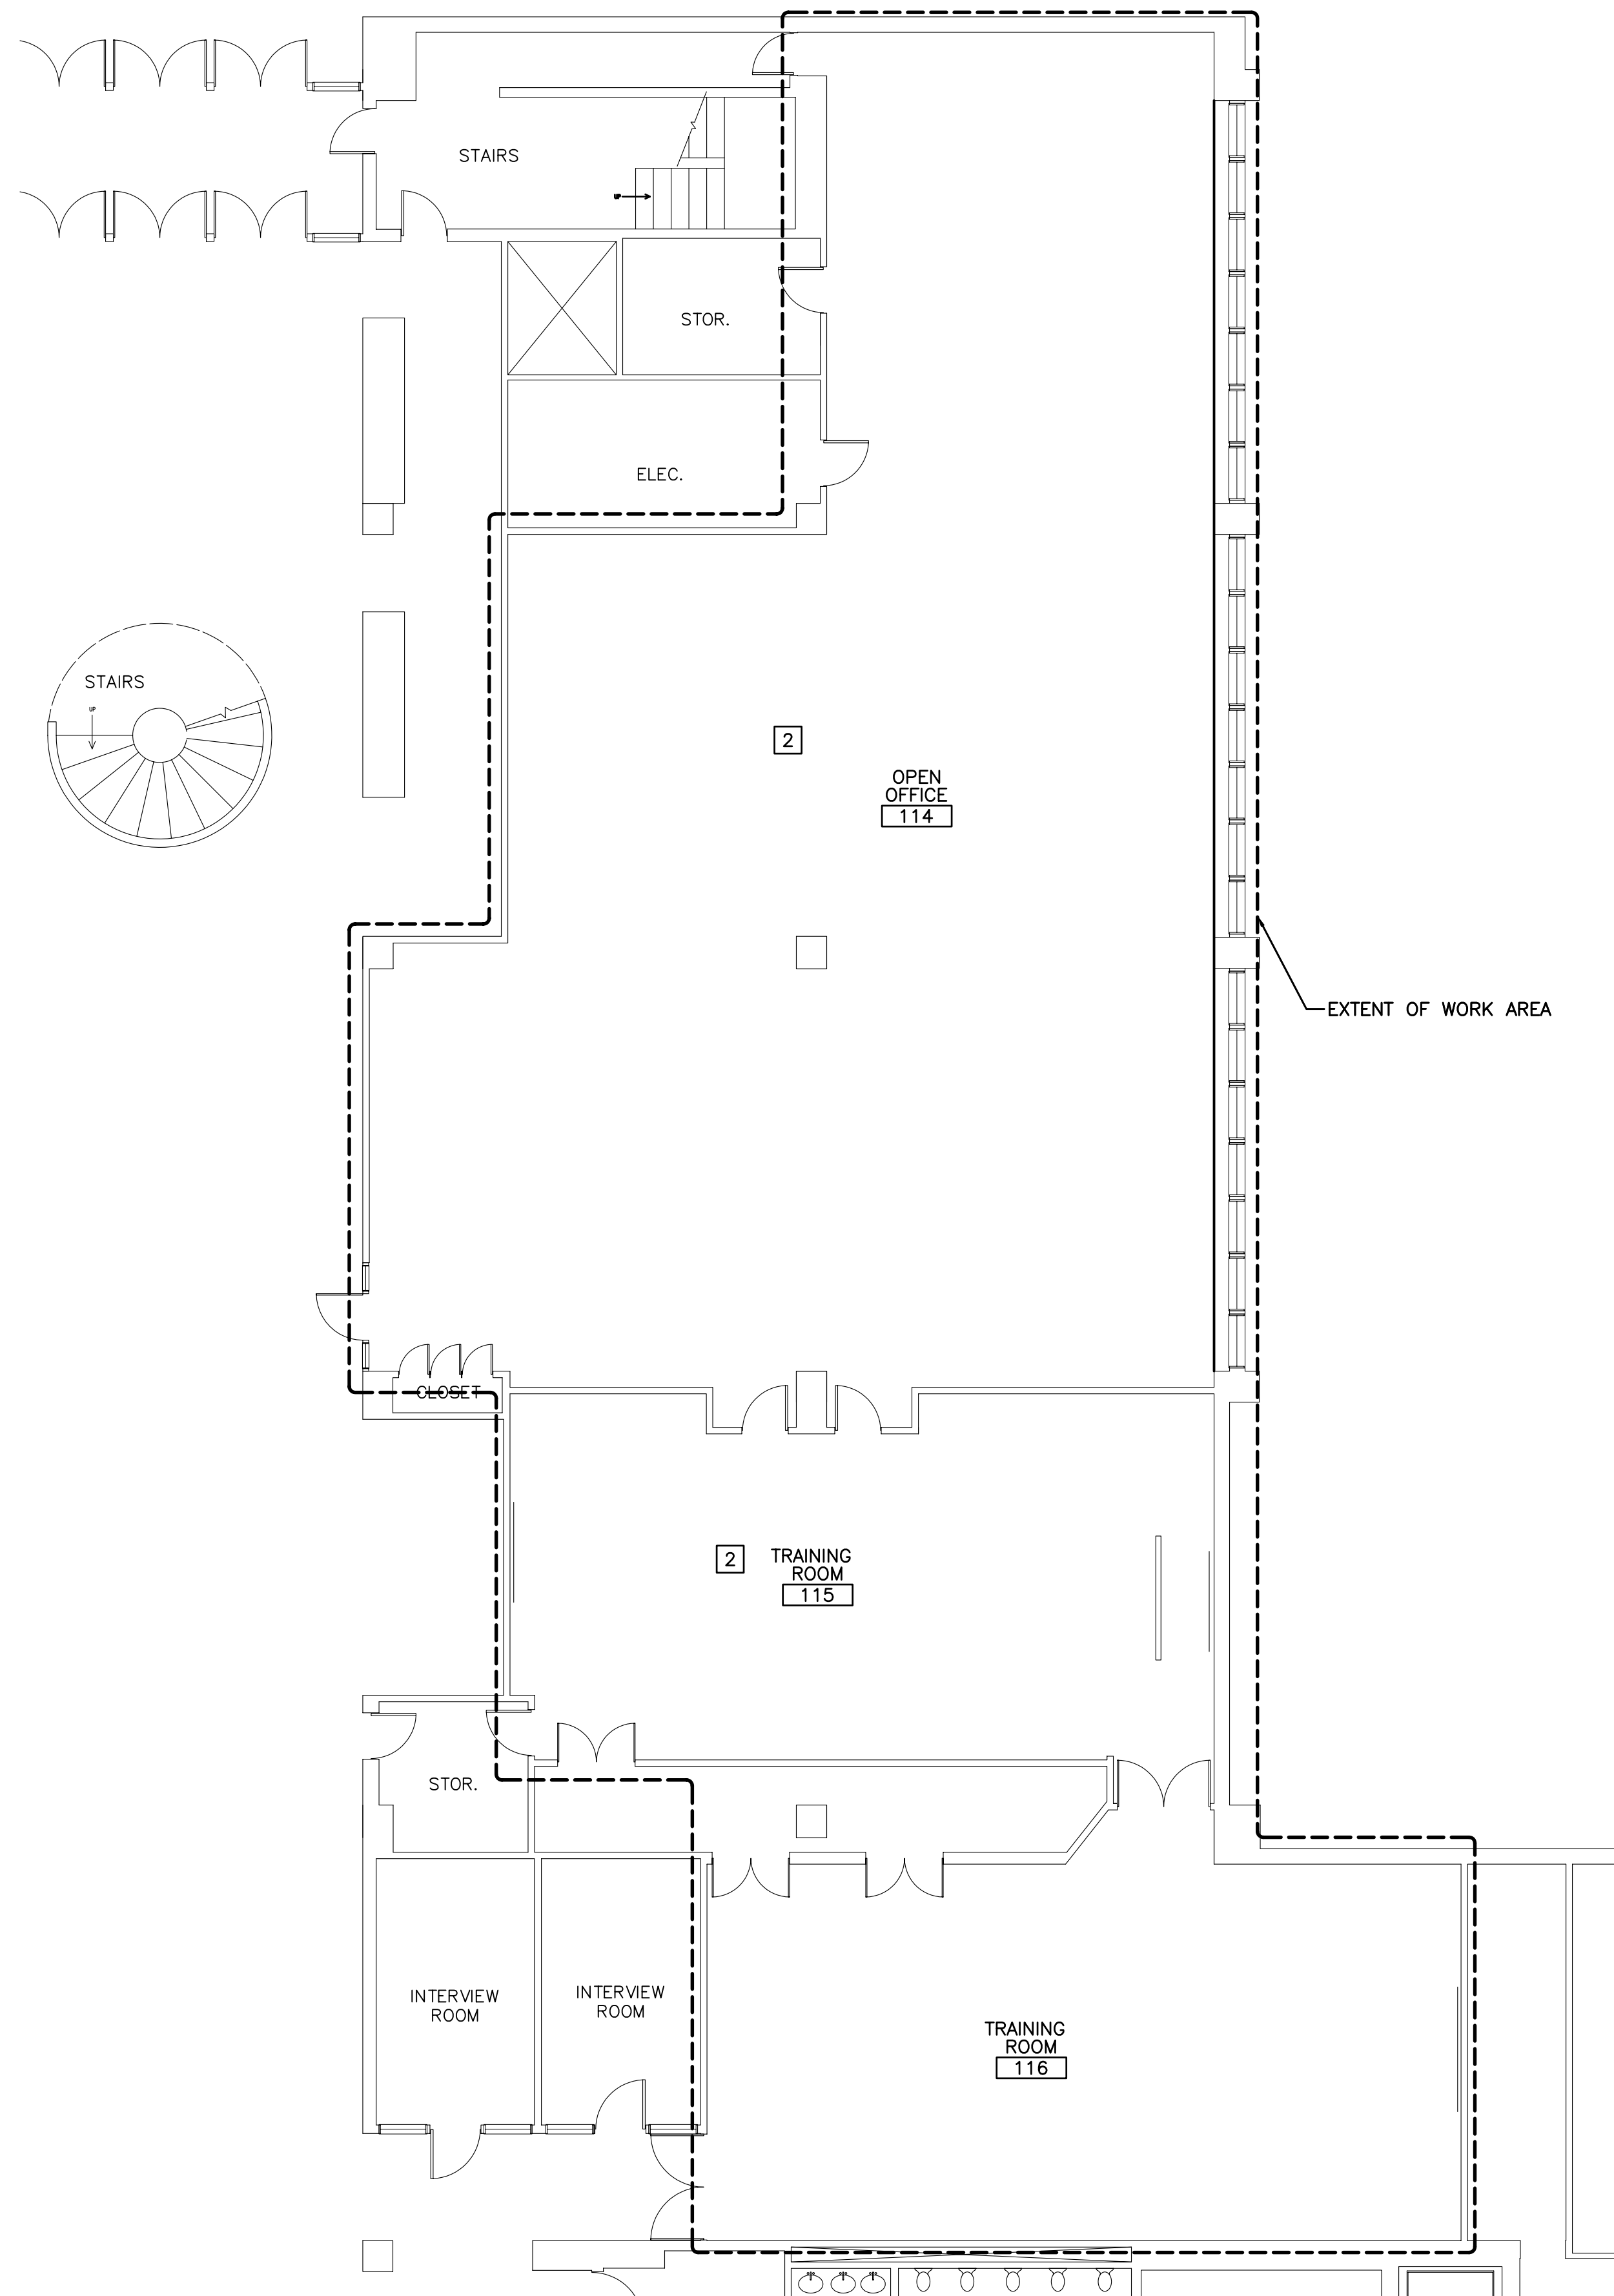 STAIRS
UP
STOR.
ELEC.
STAIRS
UP
2
OPEN
OFFICE
114
EXTENT OF WORK AREA
CLOSET
2
TRAINING
ROOM
115
STOR.
INTERVIEW
ROOM
INTERVIEW
ROOM
TRAINING
ROOM
116